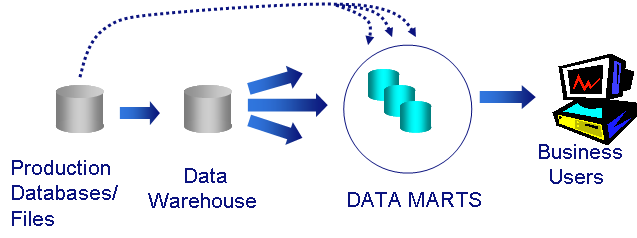 Production
Databases/
Files
Data
Warehouse
DATA MARTS
Business
Users